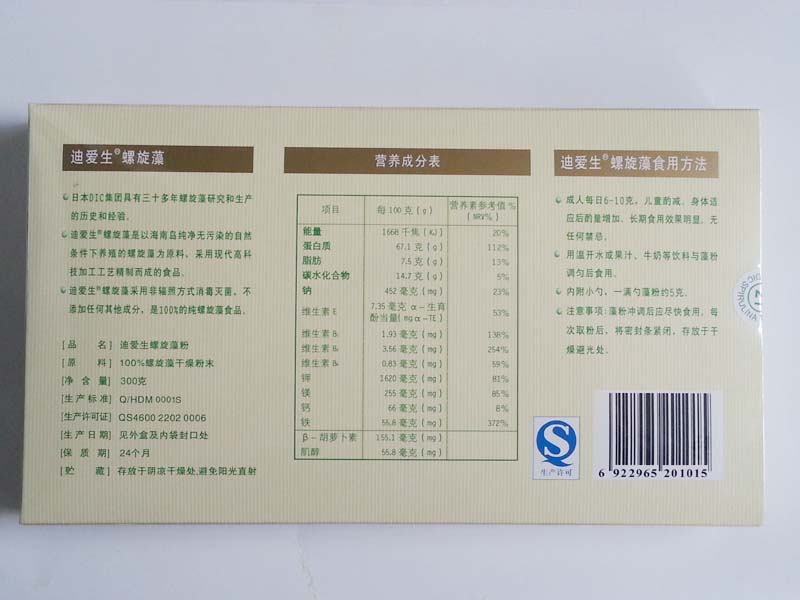 迪爱生®螺旋藻
日本DIC集团具有三十多年螺旋藻研究和生产
的历史和经验。
迪爱生®螺旋藻是以海南岛纯净无污染的自然
条件下养殖的螺旋藻为原料，采用现代高科
技加工工艺精制而成的食品。
迪爱生®螺旋藻采用非辐照方式消毒灭菌，不
添加任何其他成分，是100%的纯螺旋藻食品。
[品 名] 迪爱生螺旋藻粉
[原 料] 100%螺旋藻干燥粉末
[净 含 量] 300克
[生产标准] Q/HDM 0001S
[生产许可证] QS4600 2202 0006
[生产日期] 见外盒及内袋封口处
[保 质 期] 24个月
[贮 藏] 存放于阴凉干燥处,避免阳光直射
营养成分表
项目 每100克(g) 营养素参考值%
(NRV%)
能量 1668千焦(KJ) 20%
蛋白质 67.1克(g) 112%
脂肪 7.5克(g) 13%
碳水化合物 14.7克(g) 5%
钠 452毫克(mg) 23%
维生素 E 7.35毫克 α-生育
酚当量(mgα-TE) 53%
维生素 B₁ 1.93毫克(mg) 138%
维生素 B₂ 3.56毫克(mg) 254%
维生素 B₆ 0.83毫克(mg) 59%
钾 1620毫克(mg) 81%
镁 255毫克(mg) 85%
钙 66毫克(mg) 8%
铁 55.8毫克(mg) 372%
β-胡萝卜素 155.1毫克(mg)
肌醇 55.8毫克(mg)
迪爱生®螺旋藻食用方法
成人每日6-10克，儿童酌减。身体适
应后酌量增加。长期食用效果明显，无
任何禁忌。
用温开水或果汁、牛奶等饮料与藻粉
调匀后食用。
内附小勺，一满勺藻粉约5克。
注意事项:藻粉冲调后应尽快食用。每
次取粉后，将密封条紧闭，存放于干
燥避光处。
DIC SPIRULINA
生产许可
6 922965 201015